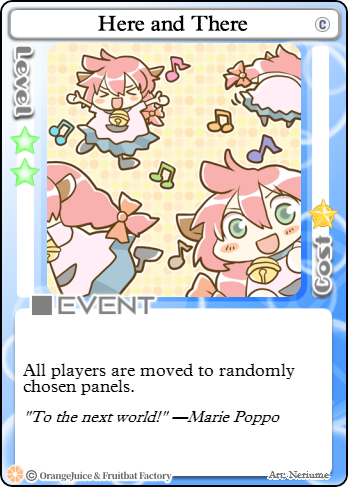 Here and There
©
Level
Cost
EVENT
All players are moved to randomly
chosen panels.
"To the next world!" —Marie Poppo
© OrangeJuice & Fruitbat Factory
Art: Neriume